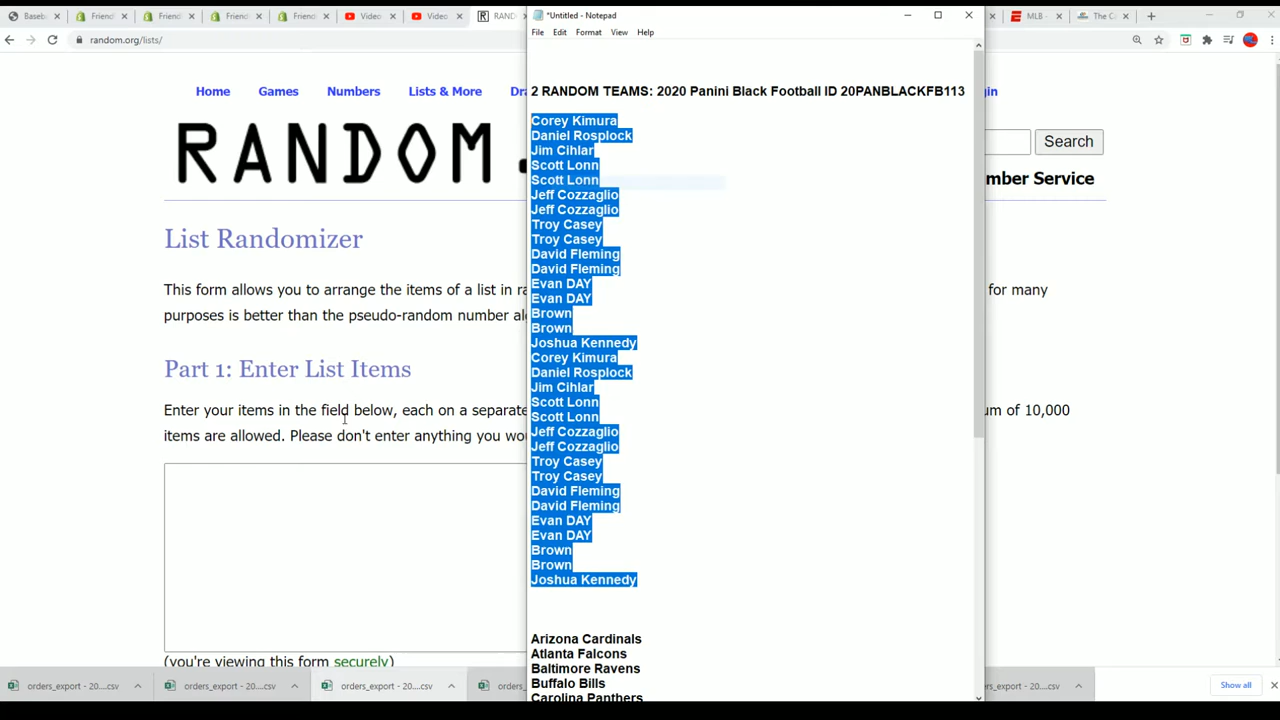 Baseb
Friend
Friend
Friendl
Friend
Video
Video
RAND
*Untitled - Notepad
MLB -
The C
random.org/lists/
File Edit Format View Help
Home Games Numbers Lists & More Dra
gin
2 RANDOM TEAMS: 2020 Panini Black Football ID 20PANBLACKFB113
RANDOM.
Search
mber Service
Corey Kimura
Daniel Rosplock
Jim Cihlar
Scott Lonn
Scott Lonn
Jeff Cozzaglio
Jeff Cozzaglio
Troy Casey
Troy Casey
David Fleming
David Fleming
Evan DAY
Evan DAY
Brown
Brown
Joshua Kennedy
Corey Kimura
Daniel Rosplock
Jim Cihlar
Scott Lonn
Scott Lonn
Jeff Cozzaglio
Jeff Cozzaglio
Troy Casey
Troy Casey
David Fleming
David Fleming
Evan DAY
Evan DAY
Brown
Brown
Joshua Kennedy
Arizona Cardinals
Atlanta Falcons
Baltimore Ravens
Buffalo Bills
Carolina Panthers
List Randomizer
This form allows you to arrange the items of a list in ra
for many
purposes is better than the pseudo-random number al
Part 1: Enter List Items
Enter your items in the field below, each on a separate
um of 10,000
items are allowed. Please don't enter anything you wou
(you're viewing this form securely)
orders_export - 20....csv
orders_export - 20....csv
orders_export - 20....csv
orders_
ders_export - 20....csv
Show all